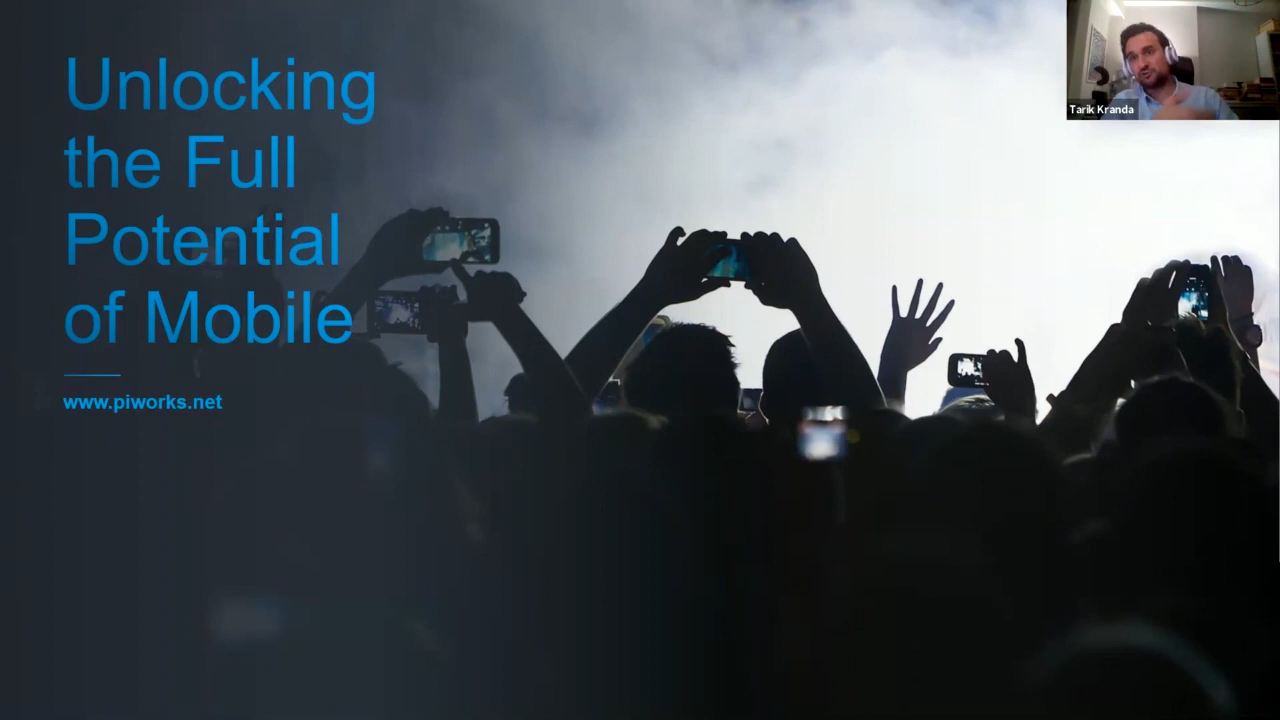 Unlocking
the Full
Potential
of Mobile
www.piworks.net
Tarik Kranda